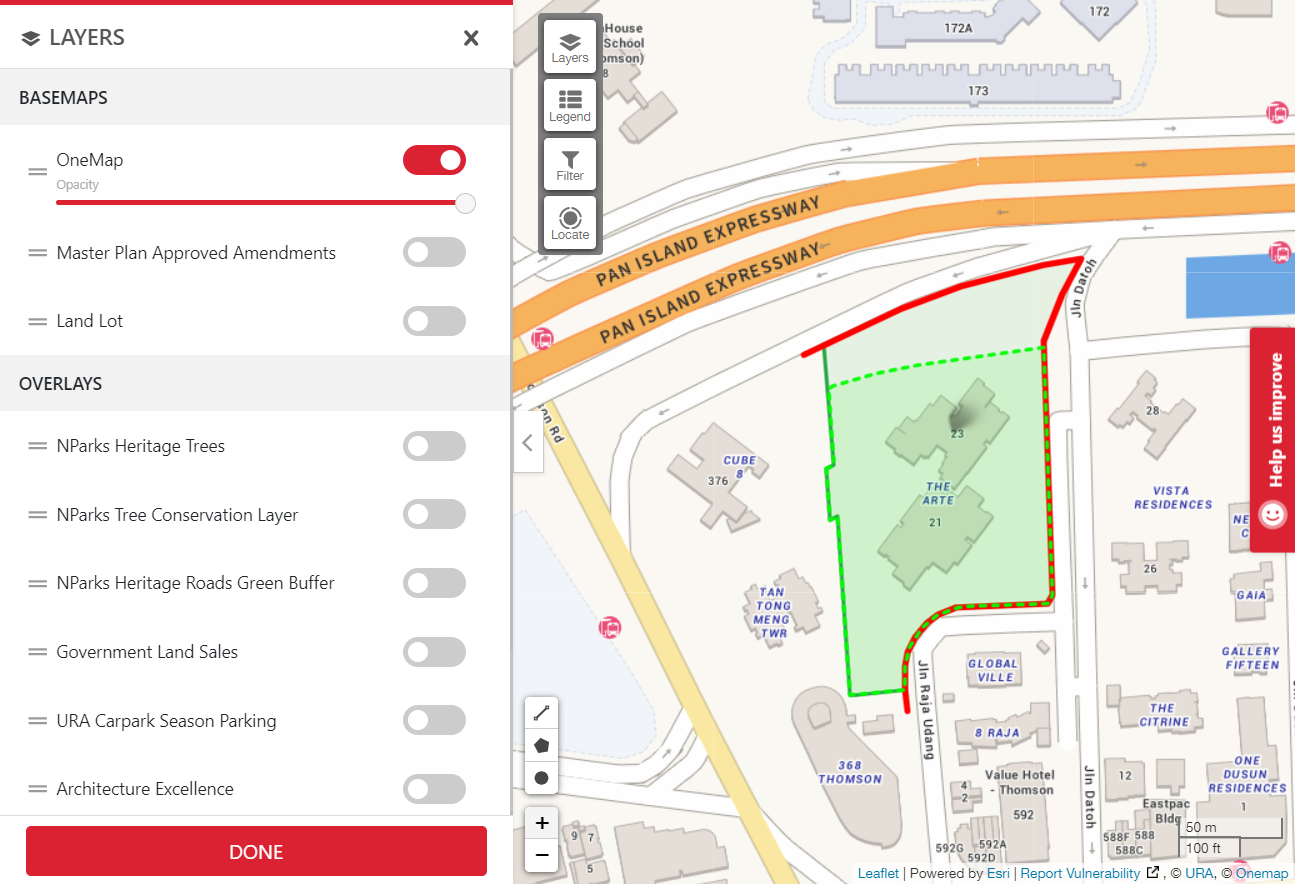 LAYERS
BASEMAPS
OneMap
Opacity
Master Plan Approved Amendments
Land Lot
OVERLAYS
NParks Heritage Trees
NParks Tree Conservation Layer
NParks Heritage Roads Green Buffer
Government Land Sales
URA Carpark Season Parking
Architecture Excellence
DONE
Layers
Legend
Filter
Locate
School
8
172A
172
173
PAN ISLAND EXPRESSWAY
PAN ISLAND EXPRESSWAY
Jln Datoh
Rd
CUBE
8
376
23
THE
ARTE
21
28
VISTA
RESIDENCES
26
GAIA
TAN
TONG
MENG
TWR
GLOBAL
VILLE
GALLERY
FIFTEEN
Jln Raja Udang
8 RAJA
THE
CITRINE
368
THOMSON
Value Hotel
- Thomson
592
4
2
12
Jln Datoh
ONE
DUSUN
RESIDENCES
1
Eastpac
Bldg
588F
588
588C
592G
592A
592D
9
7
5
Help us improve
+
−
50 m
100 ft
Leaflet | Powered by Esri | Report Vulnerability , © URA, © Onemap